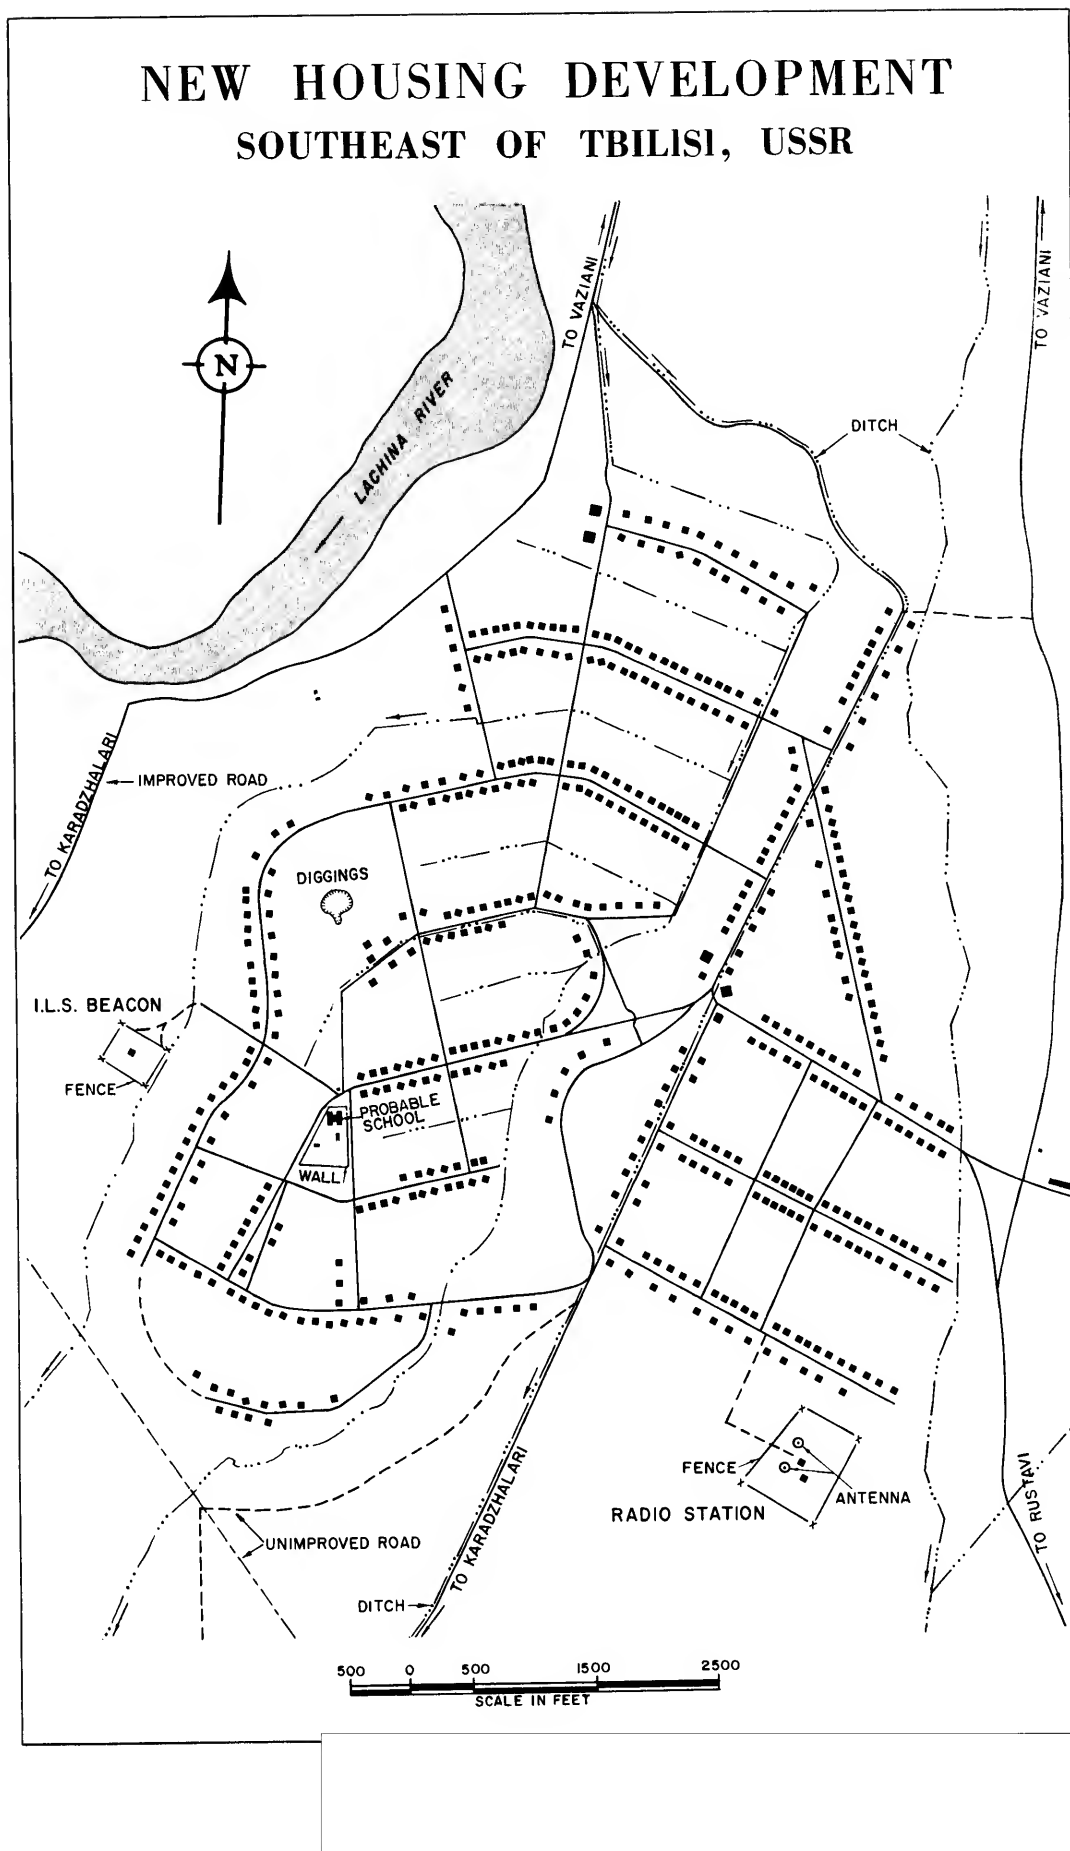 NEW HOUSING DEVELOPMENT
SOUTHEAST OF TBILISI, USSR
TO VAZIANI
TO VAZIANI
N
LACHINA RIVER
DITCH
TO KARADZHALARI
IMPROVED ROAD
DIGGINGS
I.L.S. BEACON
FENCE
PROBABLE
SCHOOL
WALL
FENCE
ANTENNA
RADIO STATION
TO RUSTAVI
UNIMPROVED ROAD
TO KARADZHALARI
DITCH
500 0 500 1500 2500
SCALE IN FEET